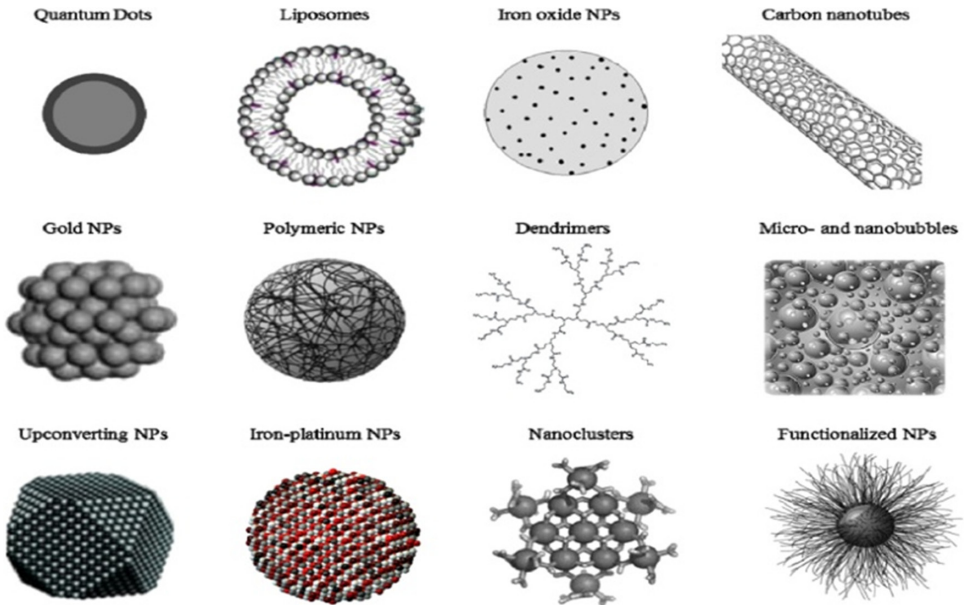 Quantum Dots
Liposomes
Iron oxide NPs
Carbon nanotubes
Gold NPs
Polymeric NPs
Dendrimers
Micro- and nanobubbles
Upconverting NPs
Iron-platinum NPs
Nanoclusters
Functionalized NPs